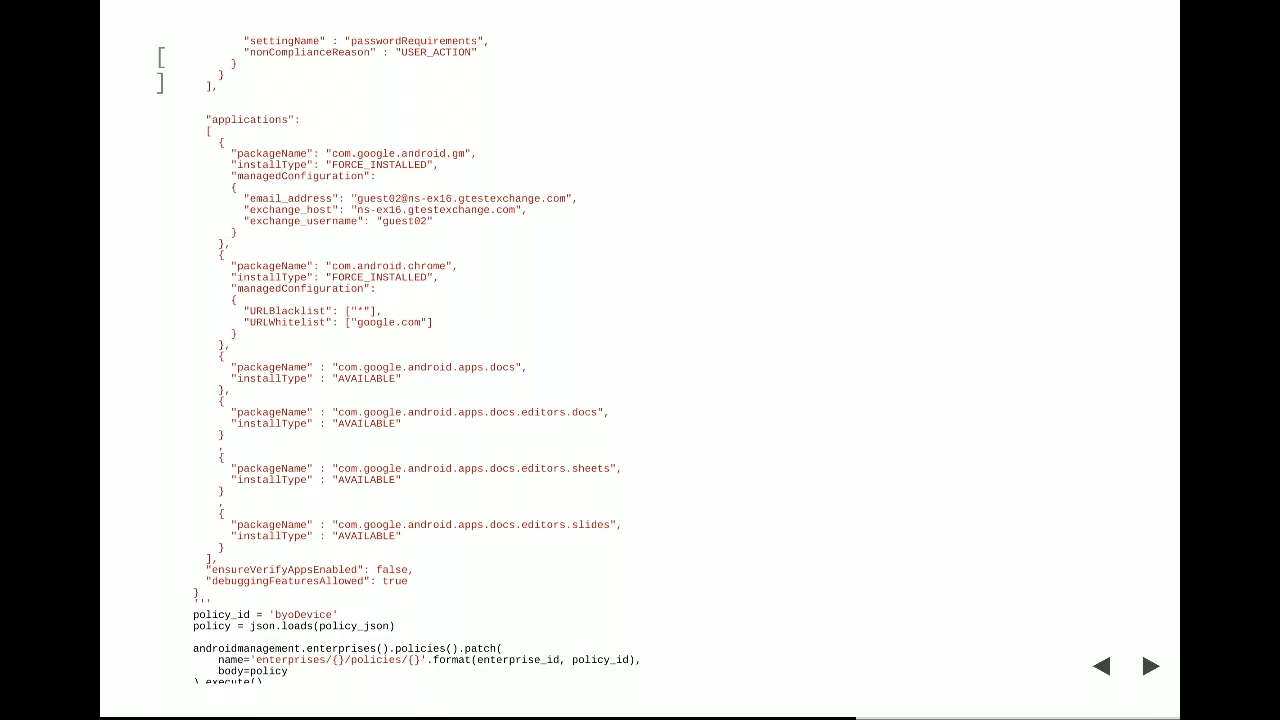 [
]
"settingName" : "passwordRequirements",
"nonComplianceReason" : "USER_ACTION"
}
}
],
"applications":
[
{
"packageName": "com.google.android.gm",
"installType": "FORCE_INSTALLED",
"managedConfiguration":
{
"email_address": "guest02@ns-ex16.gtestexchange.com",
"exchange_host": "ns-ex16.gtestexchange.com",
"exchange_username": "guest02"
}
},
{
"packageName": "com.android.chrome",
"installType": "FORCE_INSTALLED",
"managedConfiguration":
{
"URLBlacklist": ["*"],
"URLWhitelist": ["google.com"]
}
},
{
"packageName" : "com.google.android.apps.docs",
"installType" : "AVAILABLE"
},
{
"packageName" : "com.google.android.apps.docs.editors.docs",
"installType" : "AVAILABLE"
}
,
{
"packageName" : "com.google.android.apps.docs.editors.sheets",
"installType" : "AVAILABLE"
}
,
{
"packageName" : "com.google.android.apps.docs.editors.slides",
"installType" : "AVAILABLE"
}
],
"ensureVerifyAppsEnabled": false,
"debuggingFeaturesAllowed": true
}
'''
policy_id = 'byoDevice'
policy = json.loads(policy_json)
androidmanagement.enterprises().policies().patch(
name='enterprises/{}/policies/{}'.format(enterprise_id, policy_id),
body=policy
).execute()